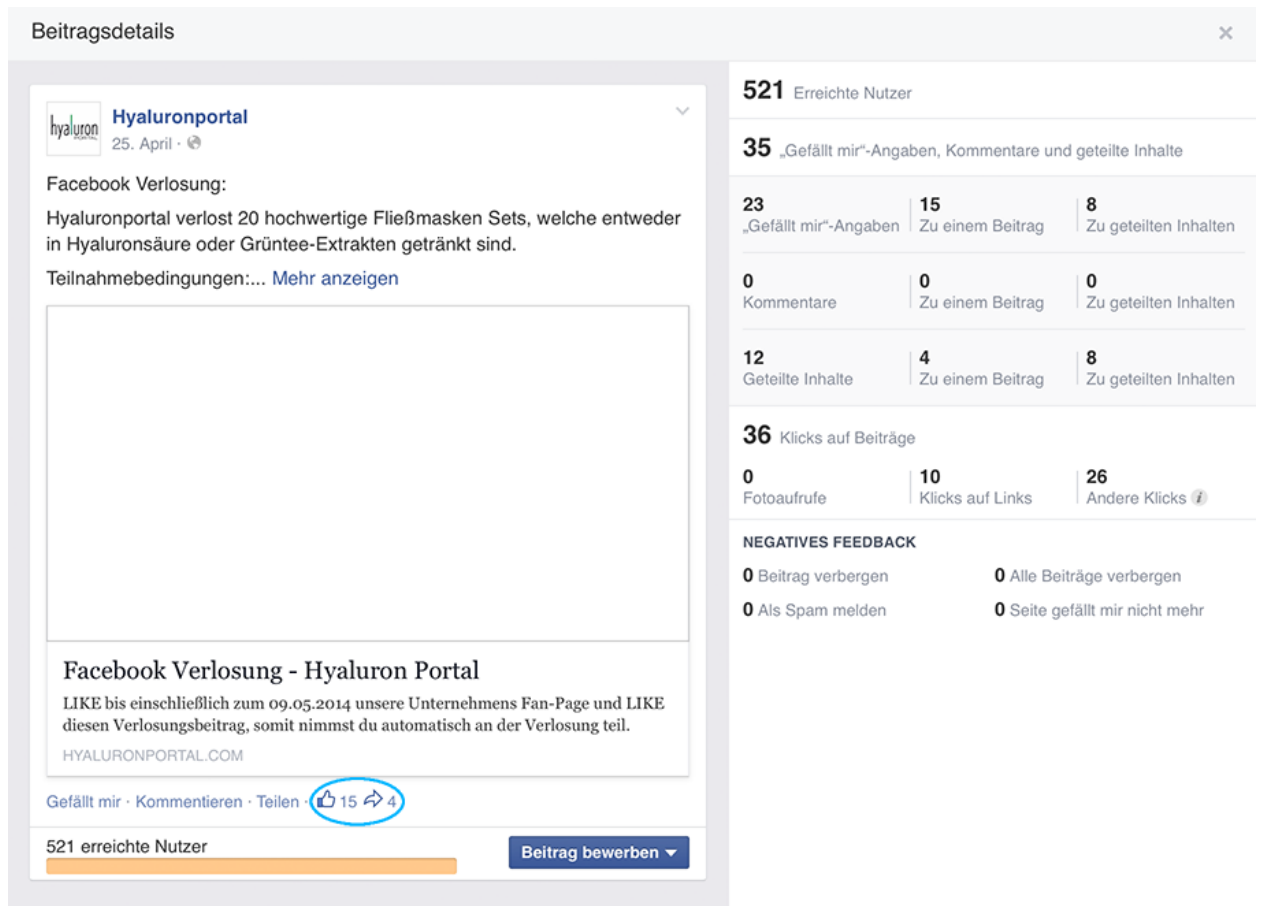 Beitragsdetails
×
hyaluron
PORTAL
Hyaluronportal
25. April ·
Facebook Verlosung:
Hyaluronportal verlost 20 hochwertige Fließmasken Sets, welche entweder
in Hyaluronsäure oder Grüntee-Extrakten getränkt sind.
Teilnahmebedingungen:... Mehr anzeigen
Facebook Verlosung - Hyaluron Portal
LIKE bis einschließlich zum 09.05.2014 unsere Unternehmens Fan-Page und LIKE
diesen Verlosungsbeitrag, somit nimmst du automatisch an der Verlosung teil.
HYALURONPORTAL.COM
Gefällt mir · Kommentieren · Teilen · 15 4
521 erreichte Nutzer
Beitrag bewerben
521 Erreichte Nutzer
35 „Gefällt mir“-Angaben, Kommentare und geteilte Inhalte
23 15 8
„Gefällt mir“-Angaben Zu einem Beitrag Zu geteilten Inhalten
0 0 0
Kommentare Zu einem Beitrag Zu geteilten Inhalten
12 4 8
Geteilte Inhalte Zu einem Beitrag Zu geteilten Inhalten
36 Klicks auf Beiträge
0 10 26
Fotoaufrufe Klicks auf Links Andere Klicks i
NEGATIVES FEEDBACK
0 Beitrag verbergen 0 Alle Beiträge verbergen
0 Als Spam melden 0 Seite gefällt mir nicht mehr